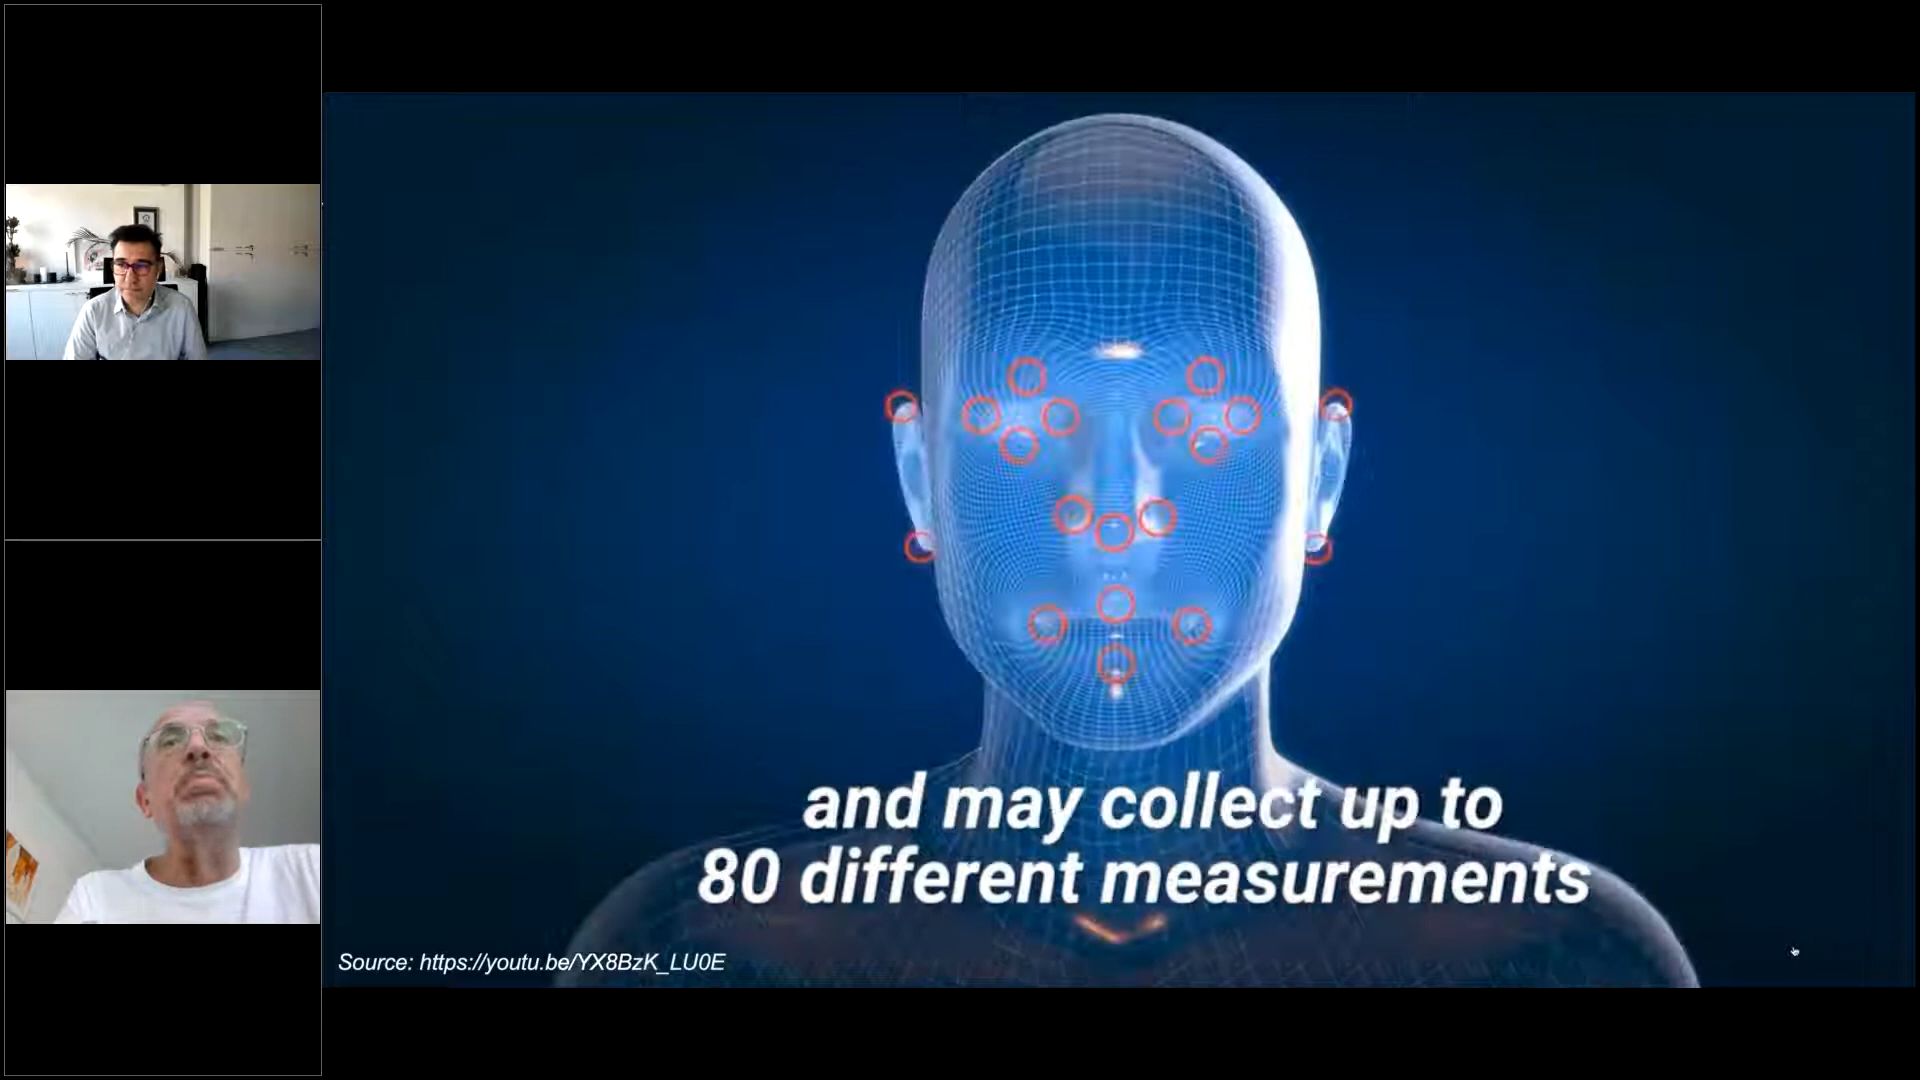 and may collect up to
80 different measurements
Source: https://youtu.be/YX8BzK_LU0E